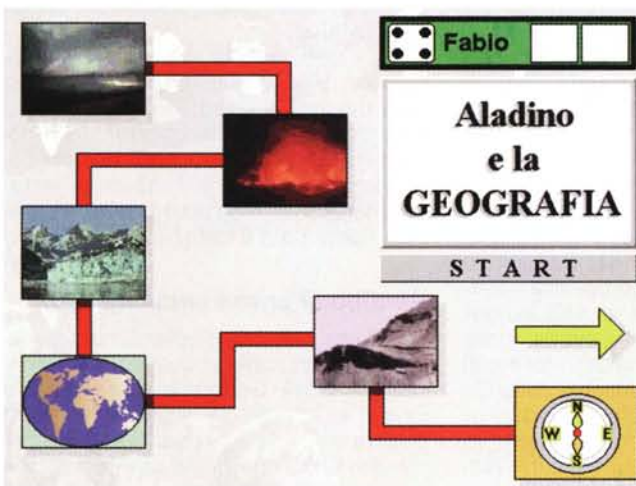 Fabio
Aladino
e la
GEOGRAFIA
START
N
W E
S